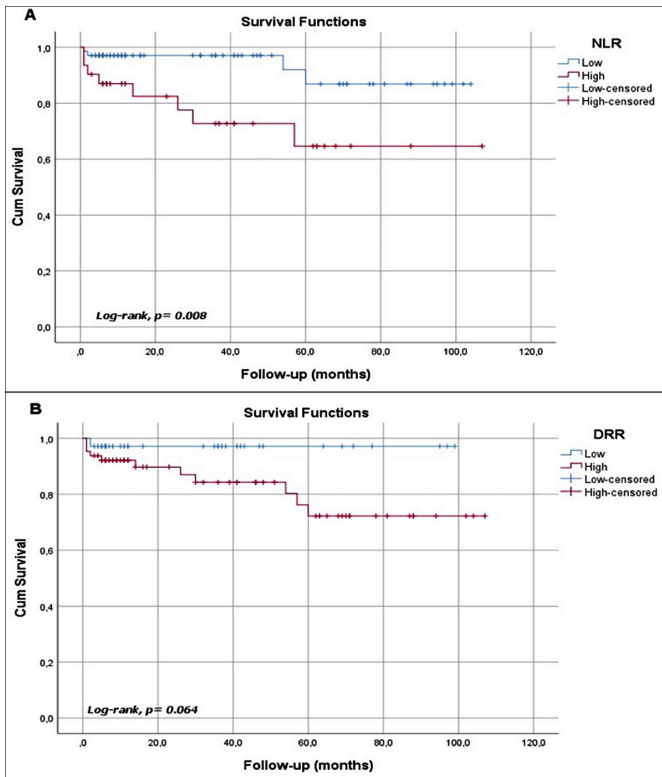 A
Survival Functions
NLR
Low
High
Low-censored
High-censored
Cum Survival
1,0
0,8
0,6
0,4
0,2
0,0
Log-rank, p= 0.008
,0 20,0 40,0 60,0 80,0 100,0 120,0
Follow-up (months)
B
Survival Functions
DRR
Low
High
Low-censored
High-censored
Cum Survival
1,0
0,8
0,6
0,4
0,2
0,0
Log-rank, p= 0.064
,0 20,0 40,0 60,0 80,0 100,0 120,0
Follow-up (months)